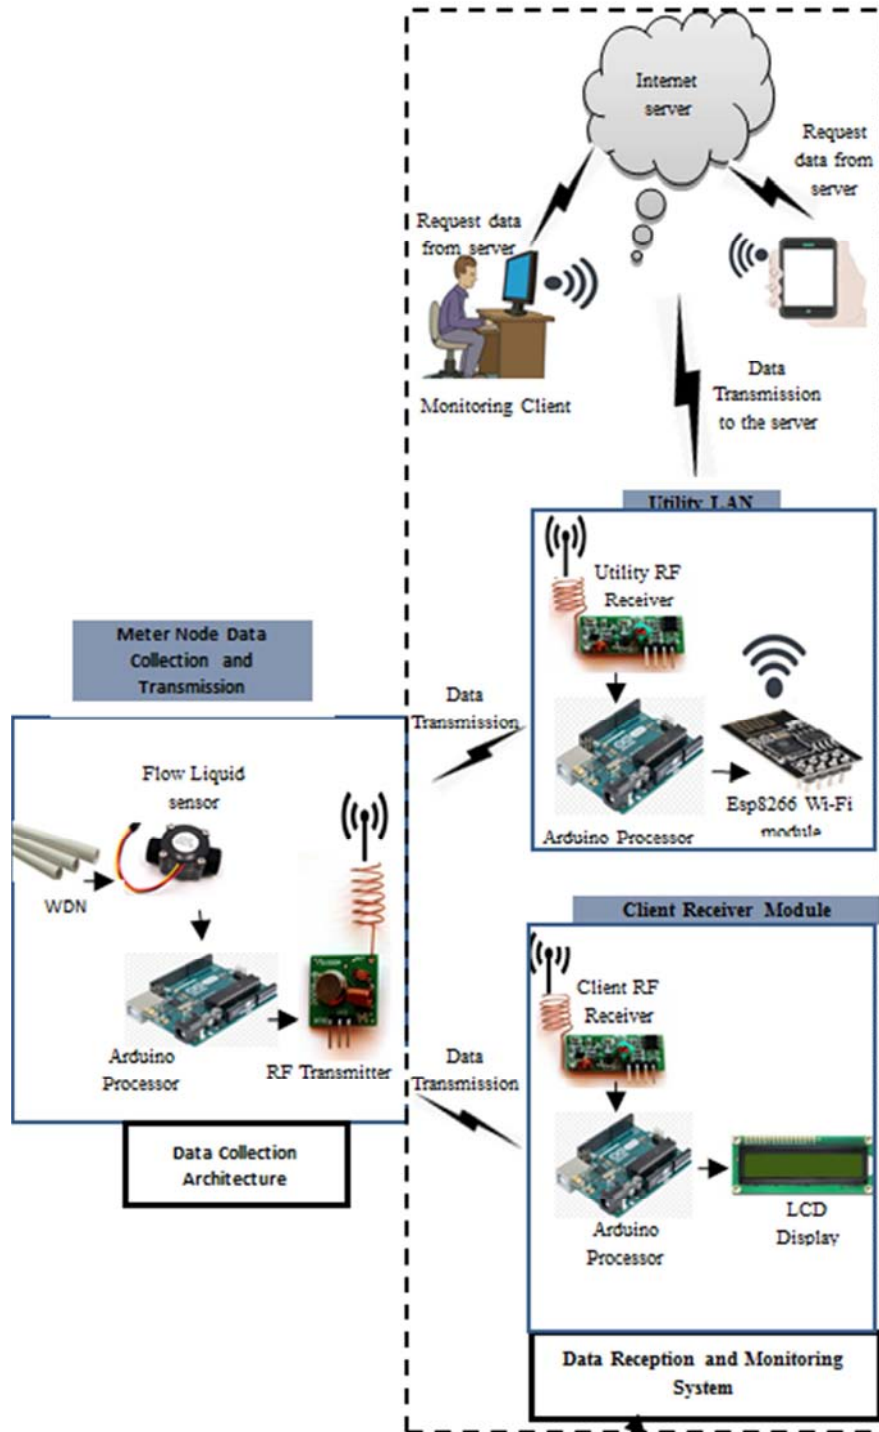 Internet
server
Request
data from
server
Request data
from server
Monitoring Client
Data
Transmission
to the server
Utility LAN
Utility RF
Receiver
Meter Node Data
Collection and
Transmission
Data
Transmission
Flow Liquid
sensor
Esp8266 Wi-Fi
module
Arduino Processor
WDN
Client Receiver Module
Client RF
Receiver
Arduino
Processor
RF Transmitter
Data
Transmission
Data Collection
Architecture
LCD
Display
Arduino
Processor
Data Reception and Monitoring
System